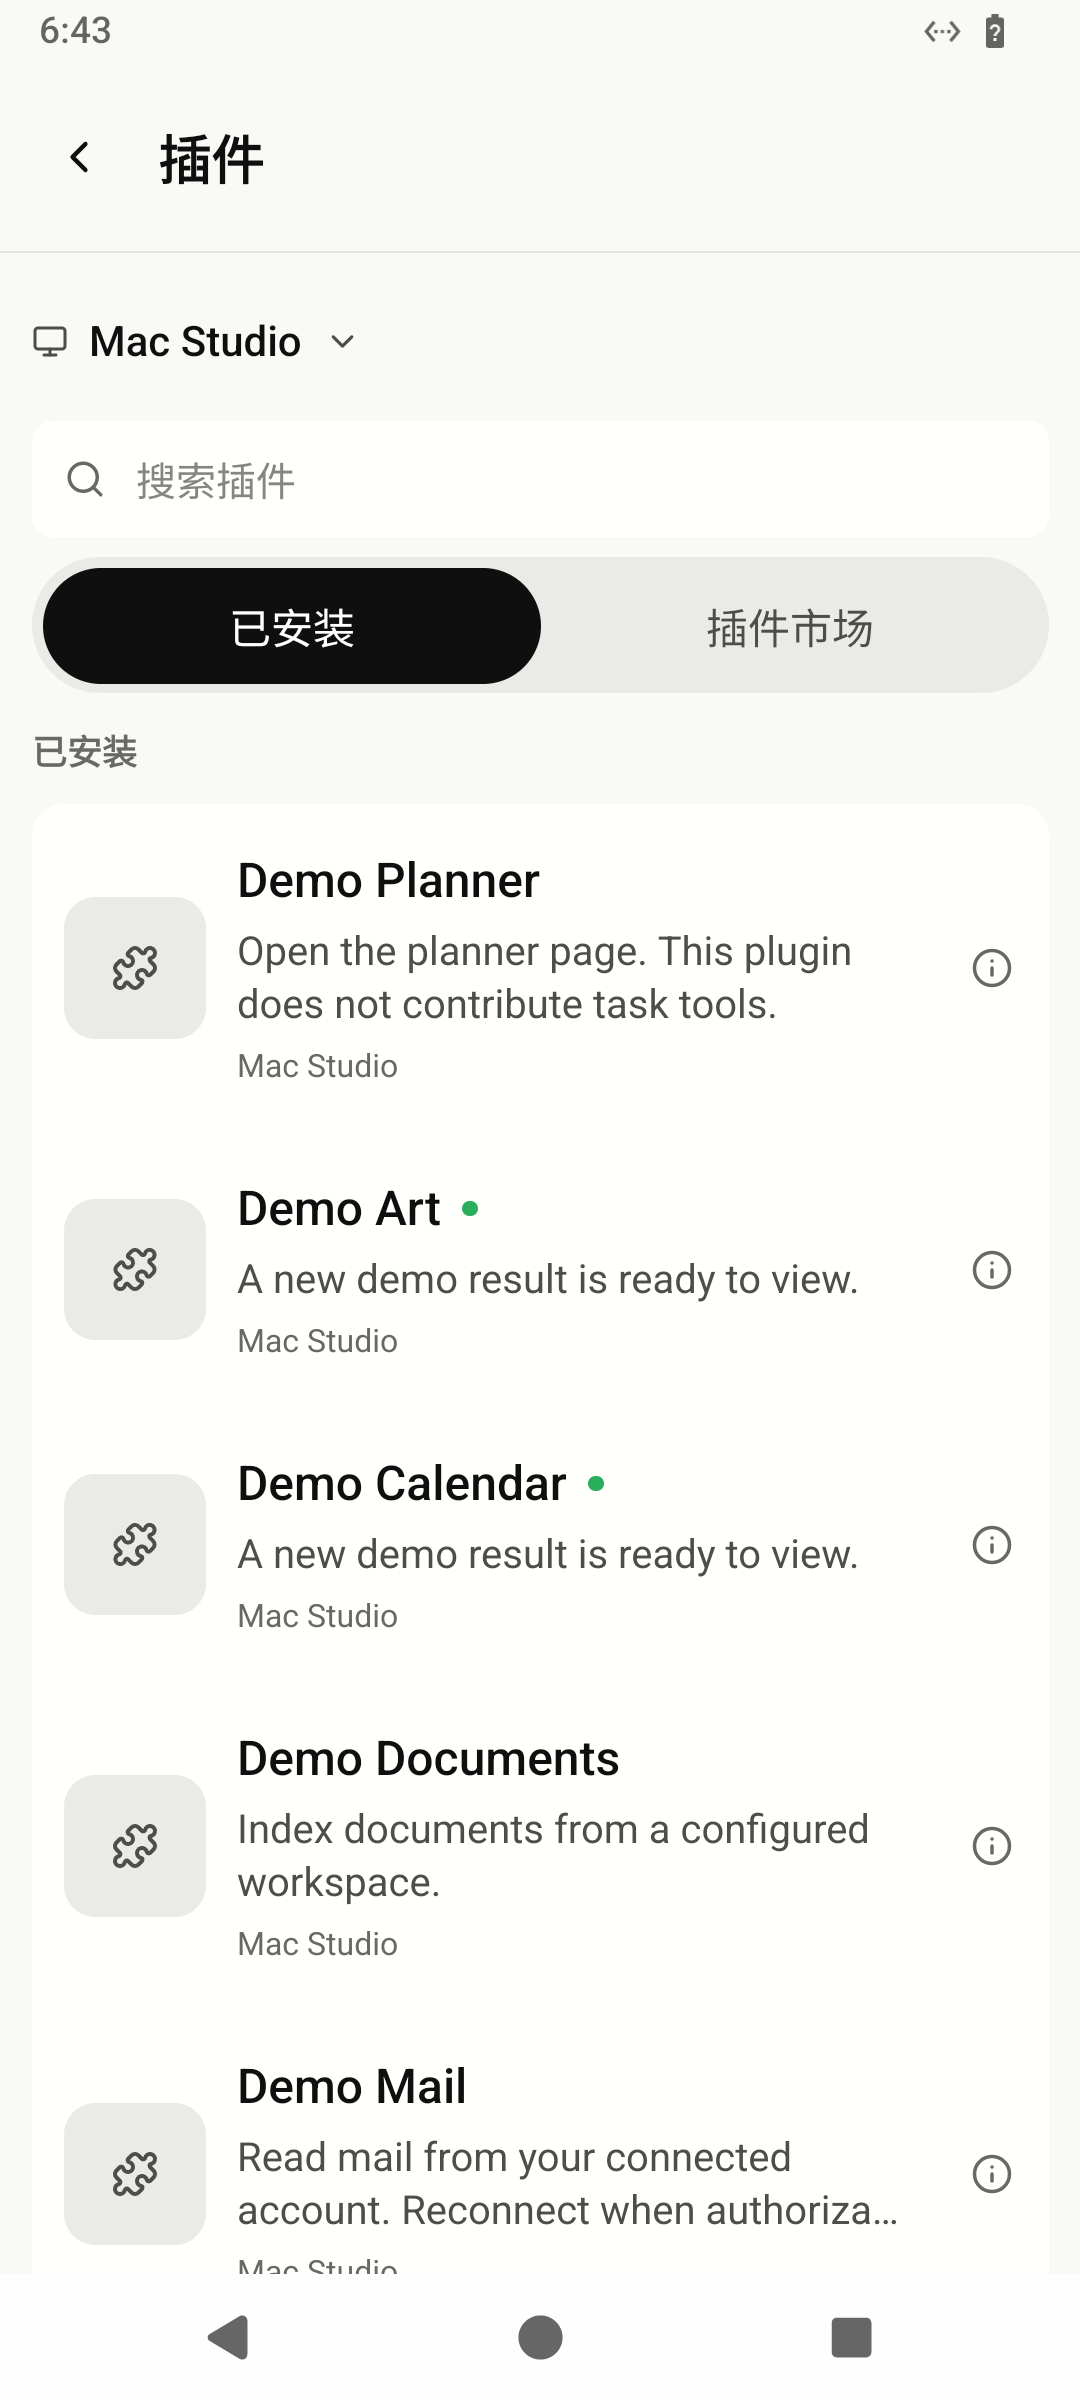 6:43
插件
Mac Studio
搜索插件
已安装
插件市场
已安装
Demo Planner
Open the planner page. This plugin
does not contribute task tools.
Mac Studio
Demo Art
A new demo result is ready to view.
Mac Studio
Demo Calendar
A new demo result is ready to view.
Mac Studio
Demo Documents
Index documents from a configured
workspace.
Mac Studio
Demo Mail
Read mail from your connected
account. Reconnect when authoriza…
Mac Studio